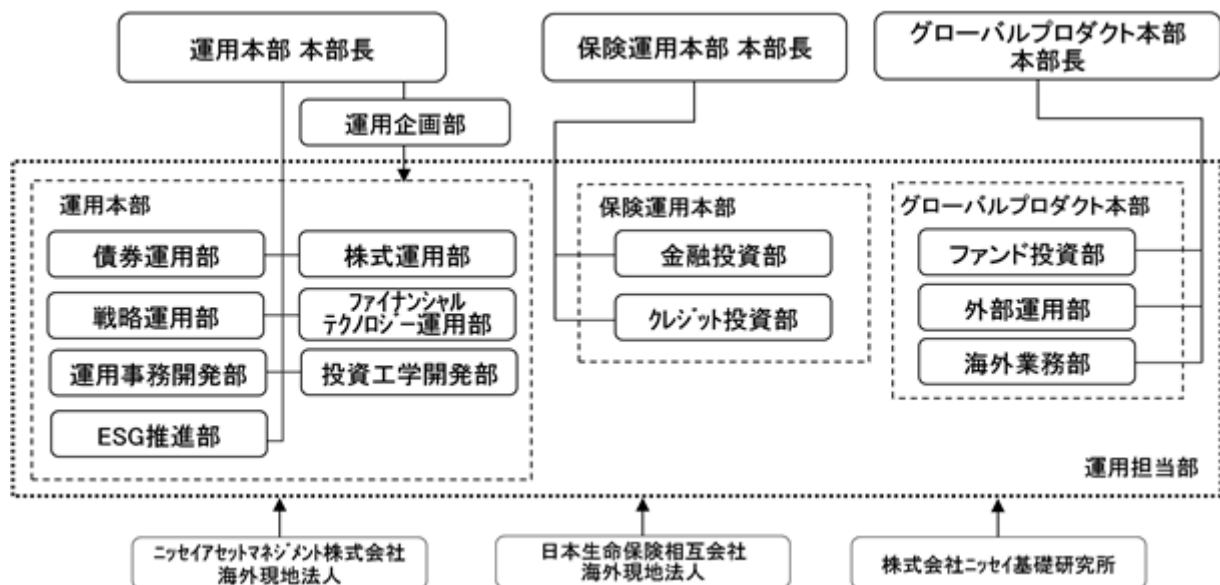 運用本部 本部長
保険運用本部 本部長
グローバルプロダクト本部
本部長
運用企画部
運用本部
債券運用部
株式運用部
戦略運用部
ファイナンシャル
テクノロジー運用部
運用事務開発部
投資工学開発部
ESG推進部
保険運用本部
金融投資部
クレジット投資部
グローバルプロダクト本部
ファンド投資部
外部運用部
海外業務部
運用担当部
ニッセイアセットマネジメント株式会社
海外現地法人
日本生命保険相互会社
海外現地法人
株式会社ニッセイ基礎研究所